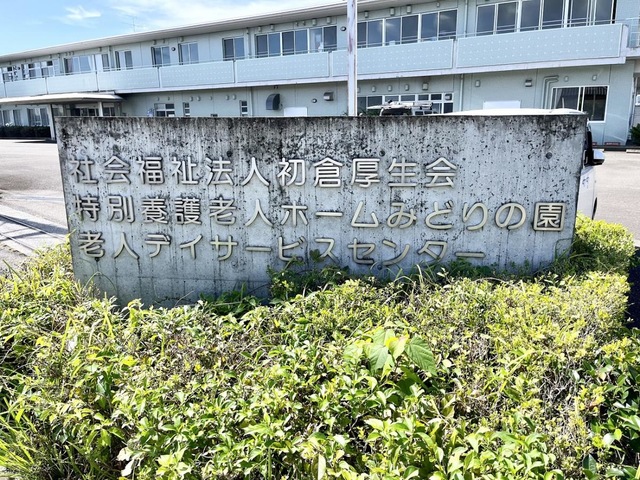 社会福祉法人初倉厚生会
特別養護老人ホームみどりの園
老人デイサービスセンター